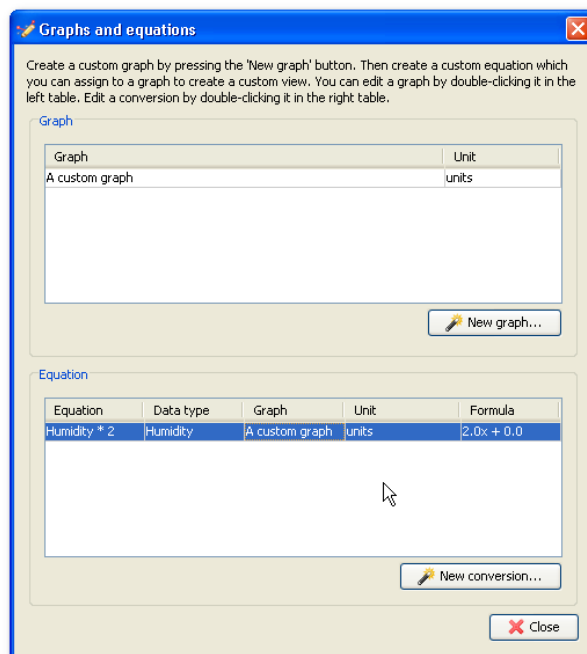 Graphs and equations
Create a custom graph by pressing the 'New graph' button. Then create a custom equation which
you can assign to a graph to create a custom view. You can edit a graph by double-clicking it in the
left table. Edit a conversion by double-clicking it in the right table.
Graph
Graph Unit
A custom graph units
New graph...
Equation
Equation Data type Graph Unit Formula
Humidity * 2 Humidity A custom graph units 2.0x + 0.0
New conversion...
Close